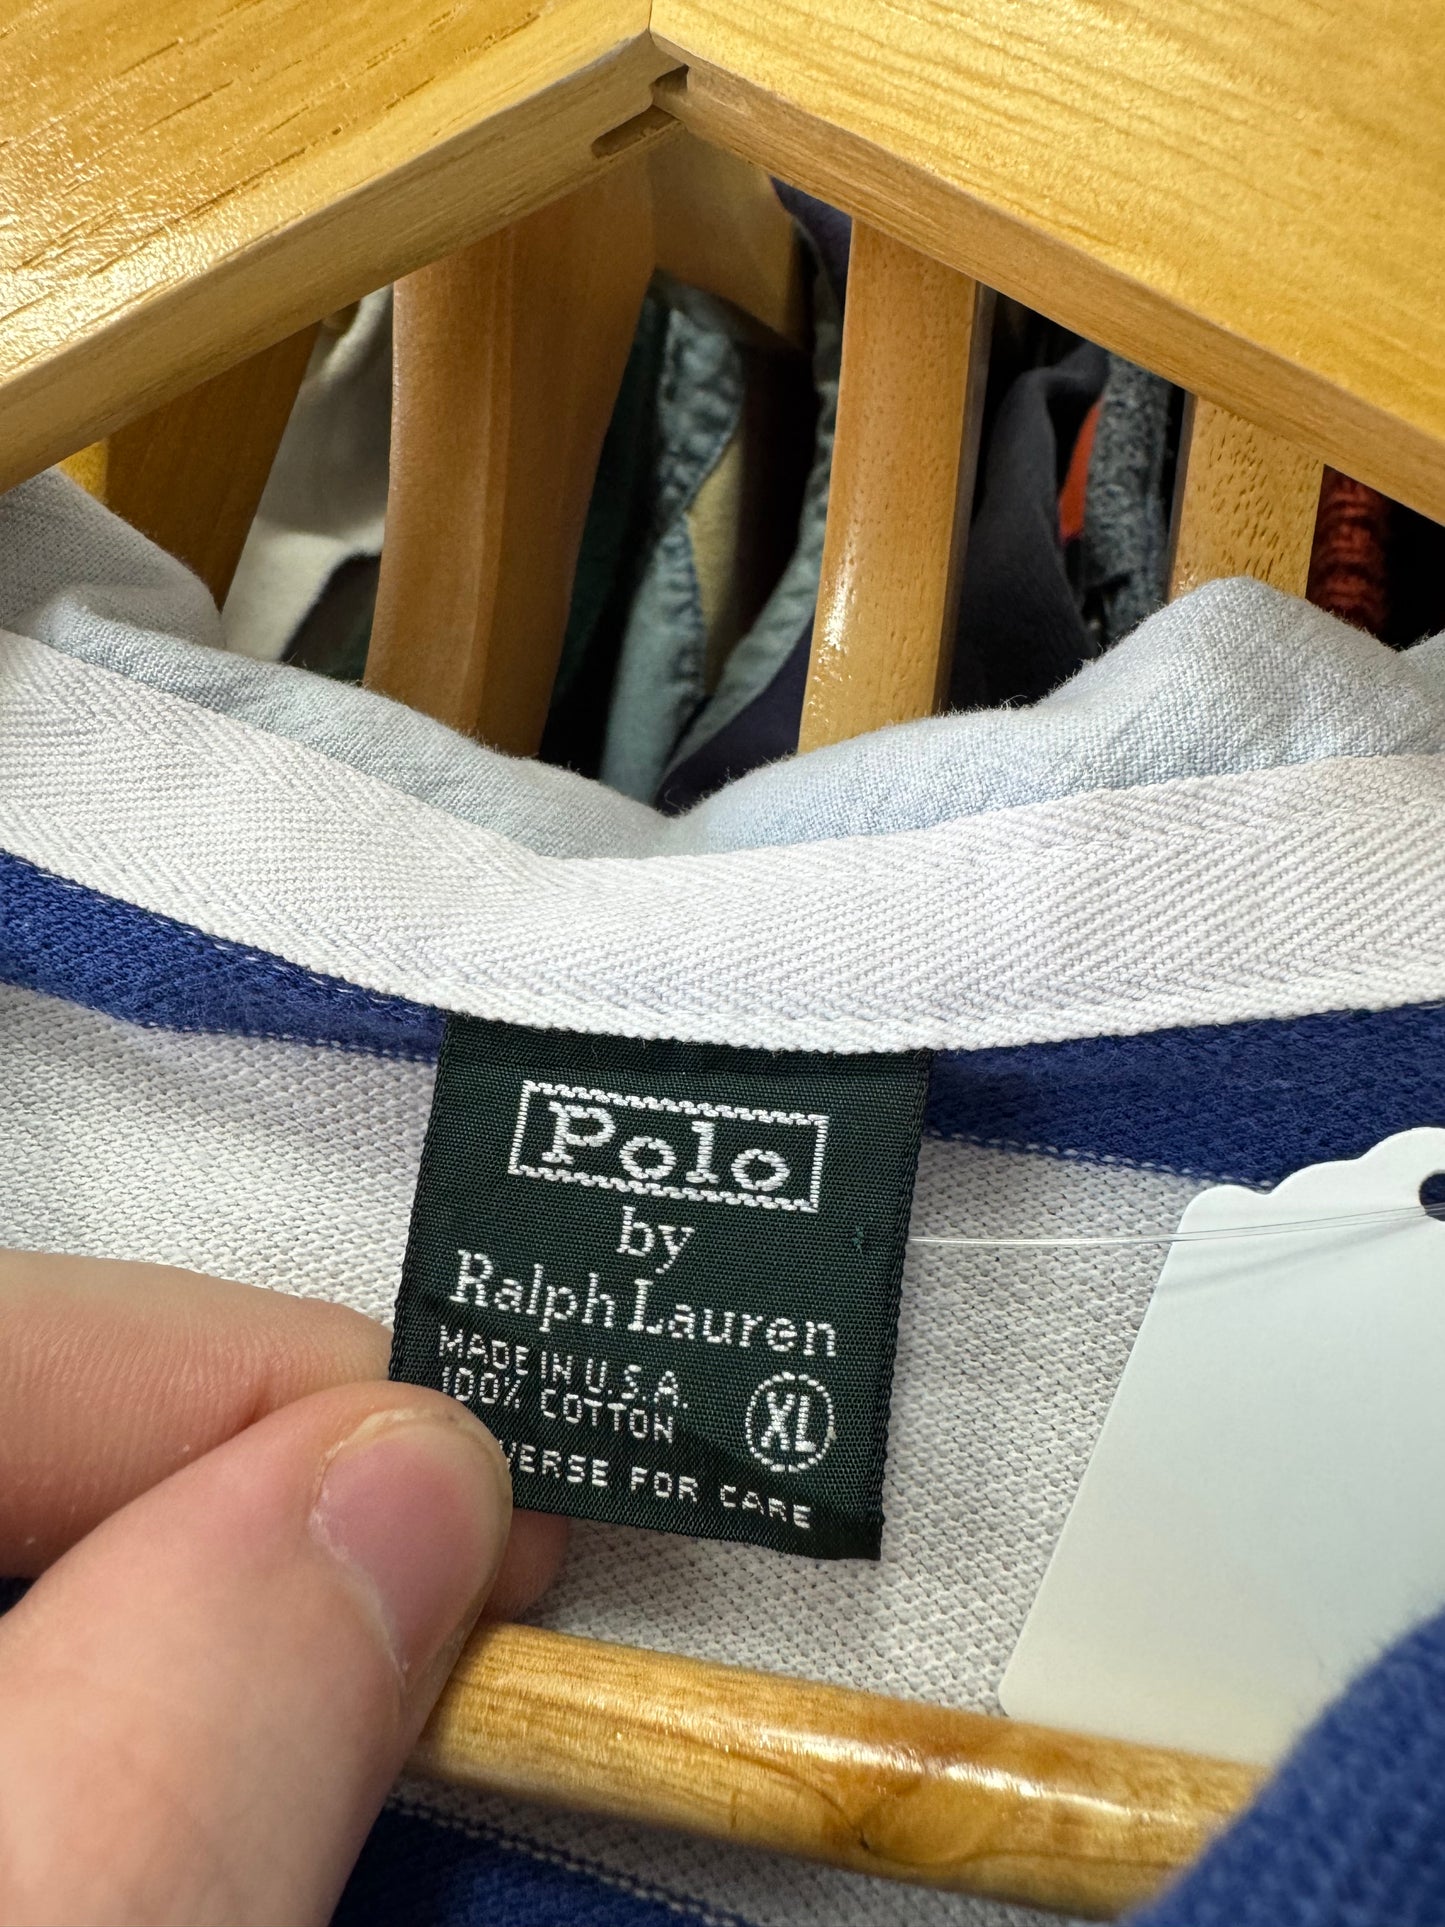 Polo
by
Ralph Lauren
MADE IN U.S.A.
100% COTTON
XL
FOR CARE